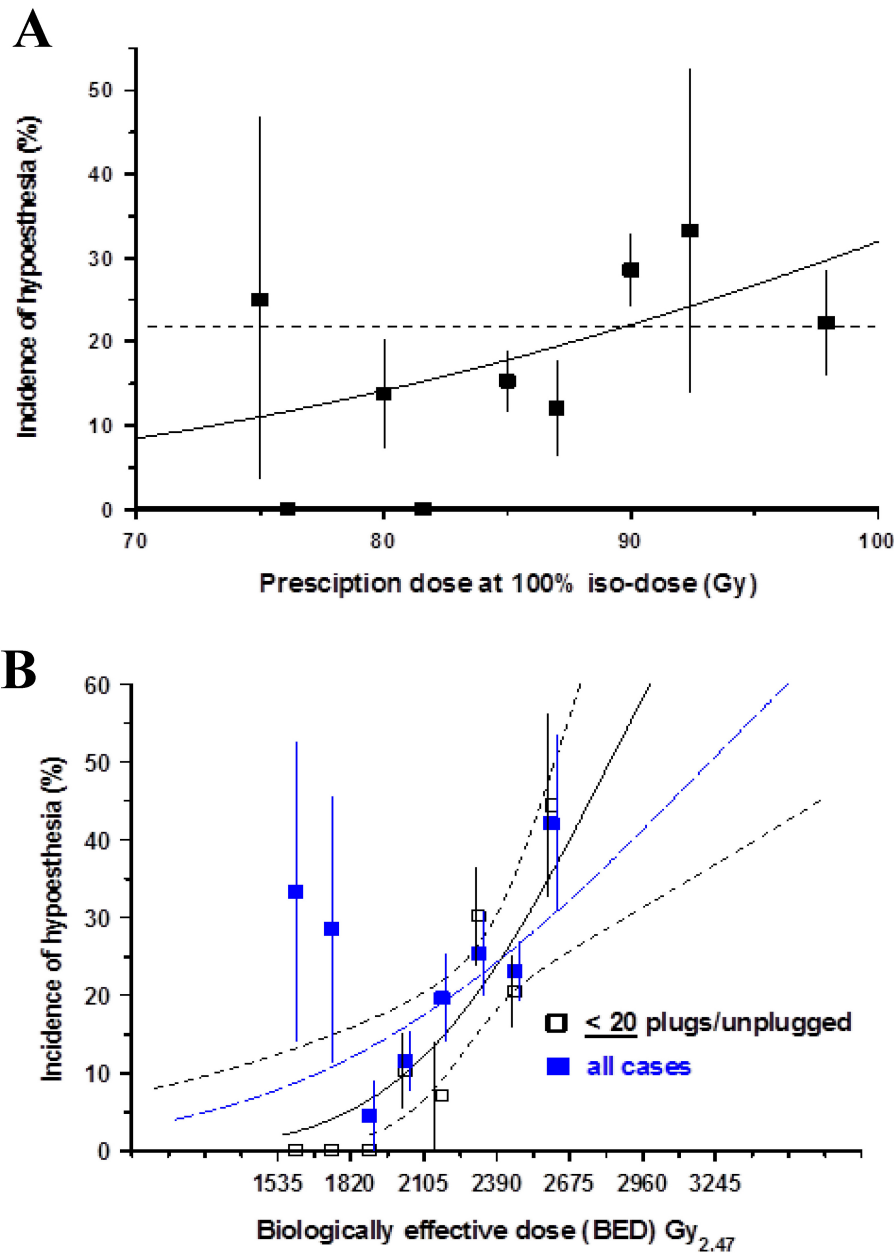 A
Incidence of hypoesthesia (%)
50
40
30
20
10
0
70 80 90 100
Presciption dose at 100% iso-dose (Gy)
B
Incidence of hypoesthesia (%)
60
50
40
30
20
10
0
< 20 plugs/unplugged
all cases
1535 1820 2105 2390 2675 2960 3245
Biologically effective dose (BED) Gy2.47